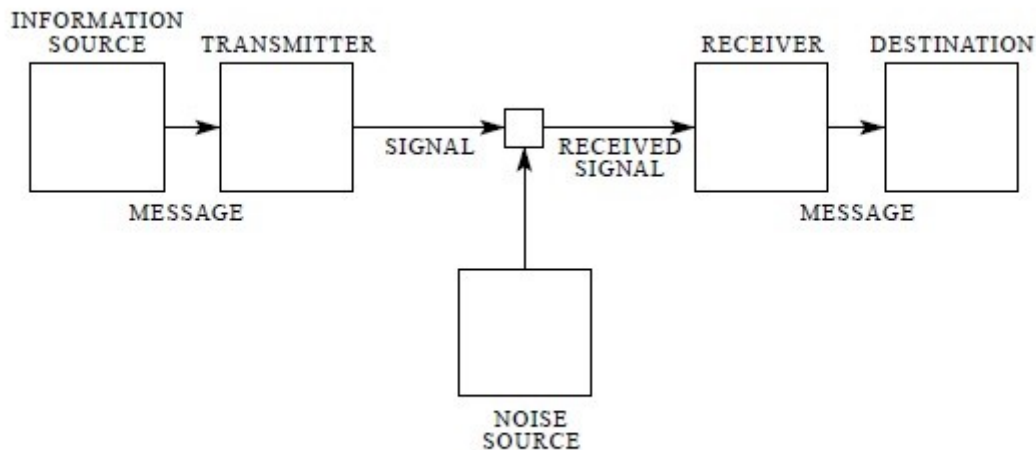 INFORMATION
SOURCE
TRANSMITTER
RECEIVER
DESTINATION
SIGNAL
RECEIVED
SIGNAL
MESSAGE
MESSAGE
NOISE
SOURCE